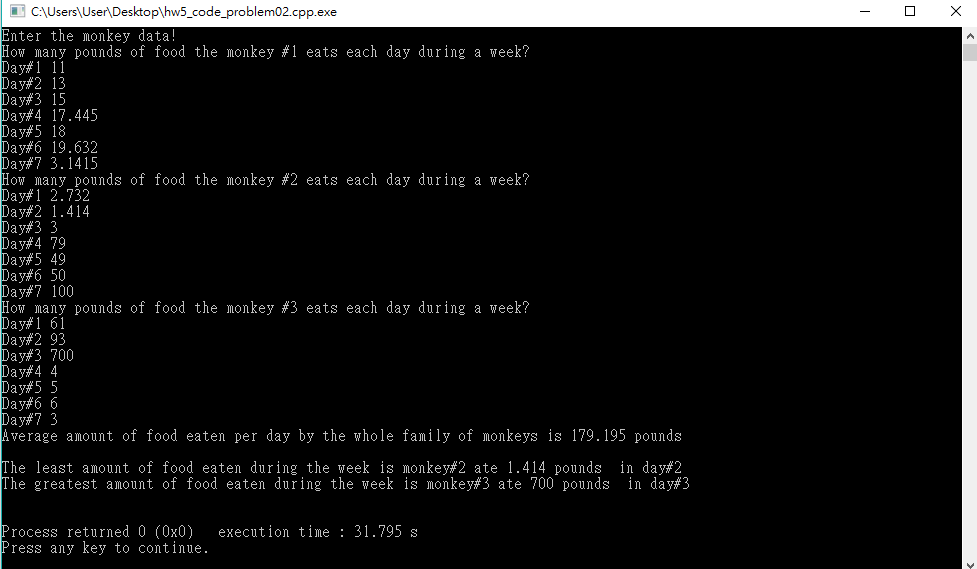 C:\Users\User\Desktop\hw5_code_problem02.cpp.exe
Enter the monkey data!
How many pounds of food the monkey #1 eats each day during a week?
Day#1 11
Day#2 13
Day#3 15
Day#4 17.445
Day#5 18
Day#6 19.632
Day#7 3.1415
How many pounds of food the monkey #2 eats each day during a week?
Day#1 2.732
Day#2 1.414
Day#3 3
Day#4 79
Day#5 49
Day#6 50
Day#7 100
How many pounds of food the monkey #3 eats each day during a week?
Day#1 61
Day#2 93
Day#3 700
Day#4 4
Day#5 5
Day#6 6
Day#7 3
Average amount of food eaten per day by the whole family of monkeys is 179.195 pounds
The least amount of food eaten during the week is monkey#2 ate 1.414 pounds  in day#2
The greatest amount of food eaten during the week is monkey#3 ate 700 pounds  in day#3
Process returned 0 (0x0)   execution time : 31.795 s
Press any key to continue.